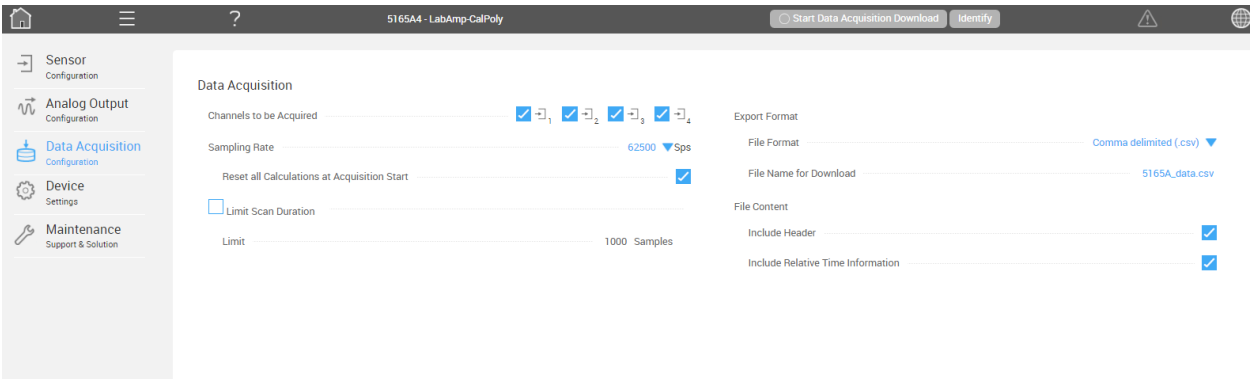 ? 5165A4 - LabAmp-CalPoly Start Data Acquisition Download Identify
Sensor
Configuration
Analog Output
Configuration
Data Acquisition
Configuration
Device
Settings
Maintenance
Support & Solution
Data Acquisition
Channels to be Acquired 1 2 3 4
Sampling Rate 62500 Sps
Reset all Calculations at Acquisition Start
Limit Scan Duration
Limit 1000 Samples
Export Format
File Format Comma delimited (.csv)
File Name for Download 5165A_data.csv
File Content
Include Header
Include Relative Time Information